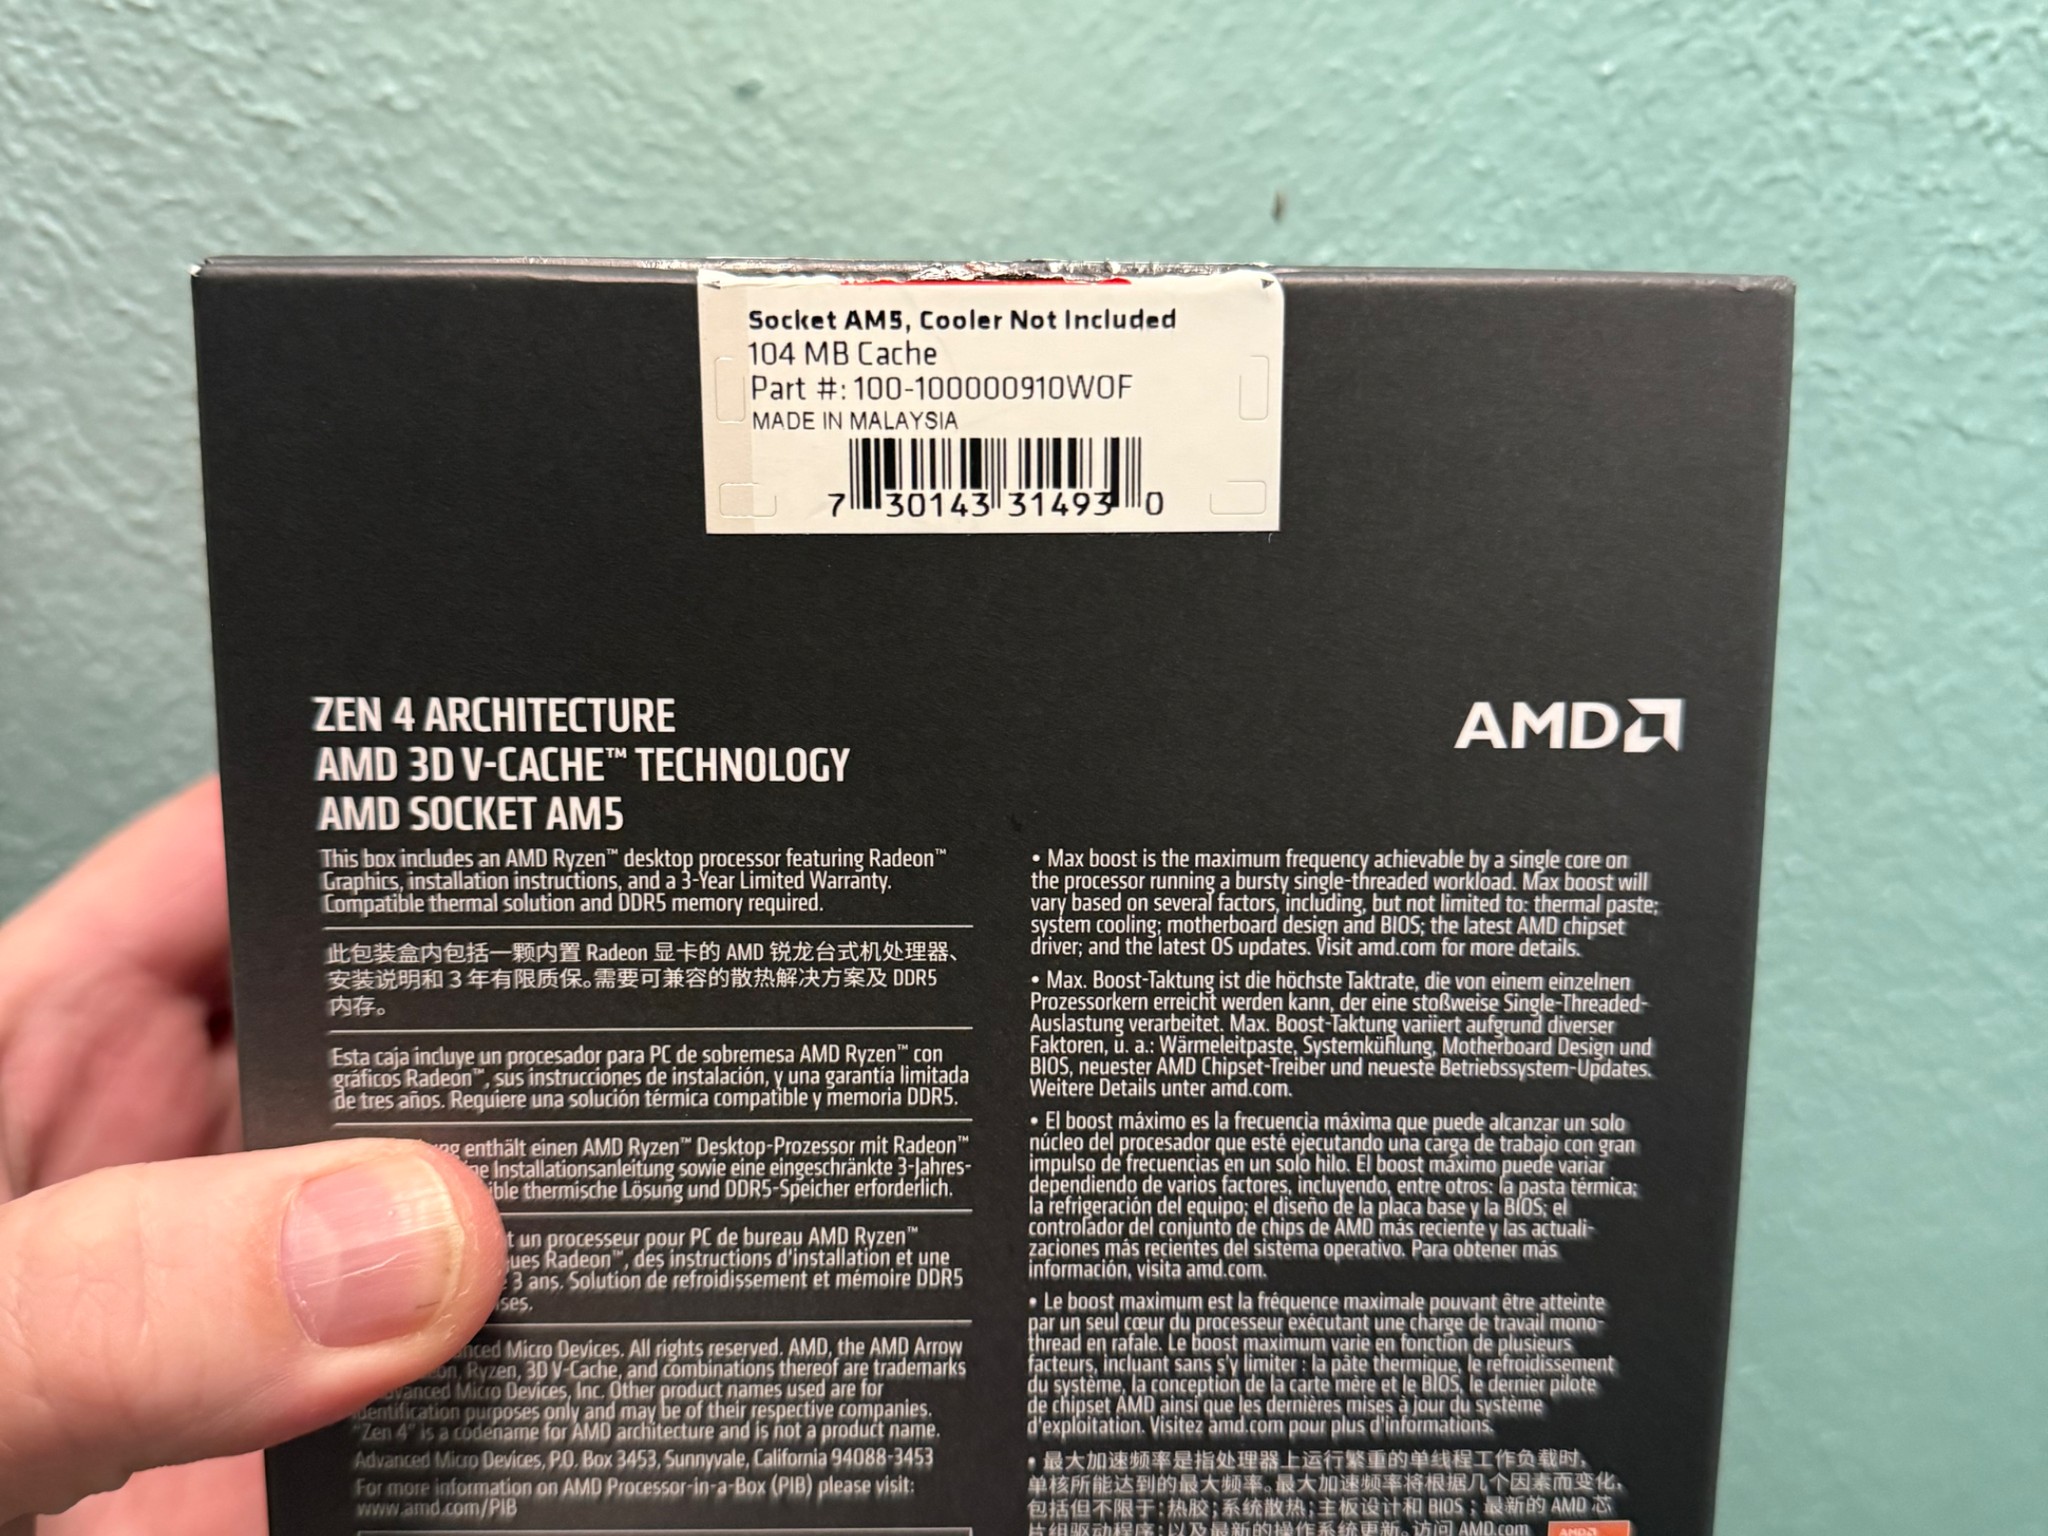 Socket AM5, Cooler Not Included
104 MB Cache
Part #: 100-100000910WOF
MADE IN MALAYSIA
7 30143 31493 0
ZEN 4 ARCHITECTURE
AMD 3D V-CACHE™ TECHNOLOGY
AMD SOCKET AM5
AMD
This box includes an AMD Ryzen™ desktop processor featuring Radeon™
Graphics, installation instructions, and a 3-Year Limited Warranty.
Compatible thermal solution and DDR5 memory required.
此包装盒内包括一颗内置 Radeon 显卡的 AMD 锐龙台式机处理器、
安装说明和 3 年有限质保。需要可兼容的散热解决方案及 DDR5
内存。
Esta caja incluye un procesador para PC de sobremesa AMD Ryzen™ con
gráficos Radeon™, sus instrucciones de instalación, y una garantía limitada
de tres años. Requiere una solución térmica compatible y memoria DDR5.
enthält einen AMD Ryzen™ Desktop-Prozessor mit Radeon™
Installationsanleitung sowie eine eingeschränkte 3-Jahres-
thermische Lösung und DDR5-Speicher erforderlich.
un processeur pour PC de bureau AMD Ryzen™
Radeon™, des instructions d'installation et une
3 ans. Solution de refroidissement et mémoire DDR5
Micro Devices. All rights reserved. AMD, the AMD Arrow
Ryzen, 3D V-Cache, and combinations thereof are trademarks
Micro Devices, Inc. Other product names used are for
identification purposes only and may be of their respective companies.
"Zen 4" is a codename for AMD architecture and is not a product name.
Advanced Micro Devices, P.O. Box 3453, Sunnyvale, California 94088-3453
For more information on AMD Processor-in-a-Box (PIB) please visit:
www.amd.com/PIB
• Max boost is the maximum frequency achievable by a single core on
the processor running a bursty single-threaded workload. Max boost will
vary based on several factors, including, but not limited to: thermal paste;
system cooling; motherboard design and BIOS; the latest AMD chipset
driver; and the latest OS updates. Visit amd.com for more details.
• Max. Boost-Taktung ist die höchste Taktrate, die von einem einzelnen
Prozessorkern erreicht werden kann, der eine stoßweise Single-Threaded-
Auslastung verarbeitet. Max. Boost-Taktung variiert aufgrund diverser
Faktoren, u. a.: Wärmeleitpaste, Systemkühlung, Motherboard Design und
BIOS, neuester AMD Chipset-Treiber und neueste Betriebssystem-Updates.
Weitere Details unter amd.com.
• El boost máximo es la frecuencia máxima que puede alcanzar un solo
núcleo del procesador que esté ejecutando una carga de trabajo con gran
impulso de frecuencias en un solo hilo. El boost máximo puede variar
dependiendo de varios factores, incluyendo, entre otros: la pasta térmica;
la refrigeración del equipo; el diseño de la placa base y la BIOS; el
controlador del conjunto de chips de AMD más reciente y las actuali-
zaciones más recientes del sistema operativo. Para obtener más
información, visita amd.com.
• Le boost maximum est la fréquence maximale pouvant être atteinte
par un seul cœur du processeur exécutant une charge de travail mono-
thread en rafale. Le boost maximum varie en fonction de plusieurs
facteurs, incluant sans s'y limiter : la pâte thermique, le refroidissement
du système, la conception de la carte mère et le BIOS, le dernier pilote
de chipset AMD ainsi que les dernières mises à jour du système
d'exploitation. Visitez amd.com pour plus d'informations.
• 最大加速频率是指处理器上运行繁重的单线程工作负载时,
单核所能达到的最大频率。最大加速频率将根据几个因素而变化,
包括但不限于:热胶;系统散热;主板设计和 BIOS ; 最新的 AMD 芯
片组驱动程序;以及最新的操作系统更新。访问 AMD.com
AMD